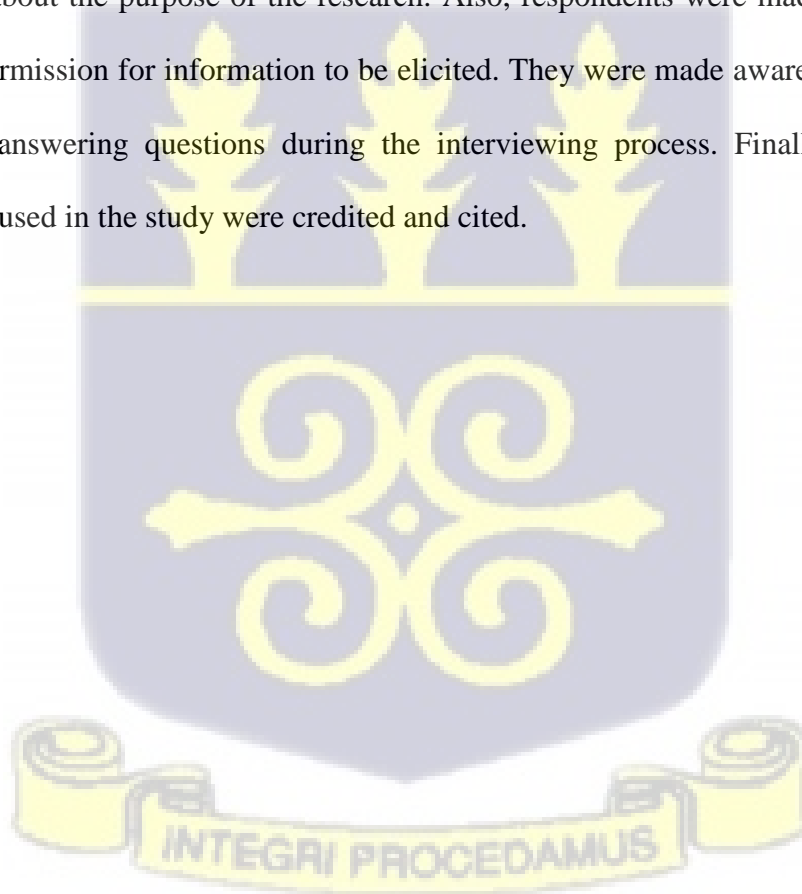 about the purpose of the research. Also, respondents were mad
rmission for information to be elicited. They were made aware
answering questions during the interviewing process. Finall
used in the study were credited and cited.
INTEGRI PROCEDAMUS